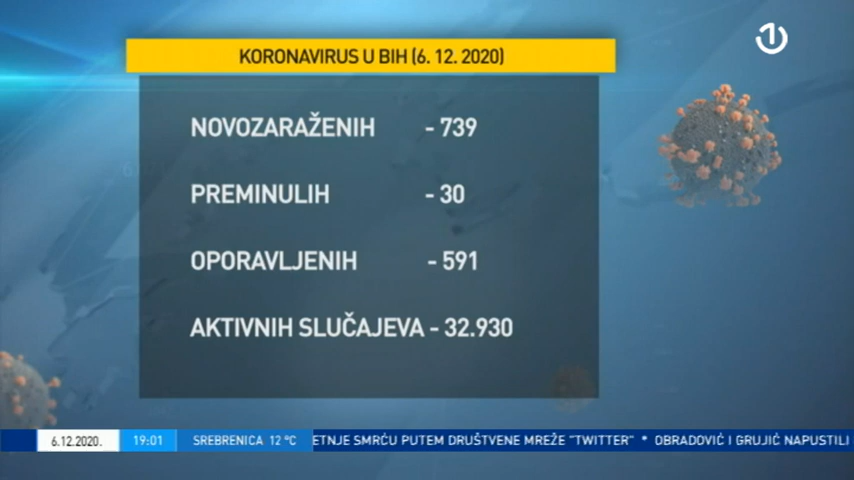 KORONAVIRUS U BIH (6. 12. 2020)
NOVOZARAŽENIH - 739
PREMINULIH - 30
OPORAVLJENIH - 591
AKTIVNIH SLUČAJEVA - 32.930
6.12.2020. 19:01 SREBRENICA 12 °C ETNJE SMRĆU PUTEM DRUŠTVENE MREŽE "TWITTER" * OBRADOVIĆ I GRUJIĆ NAPUSTILI